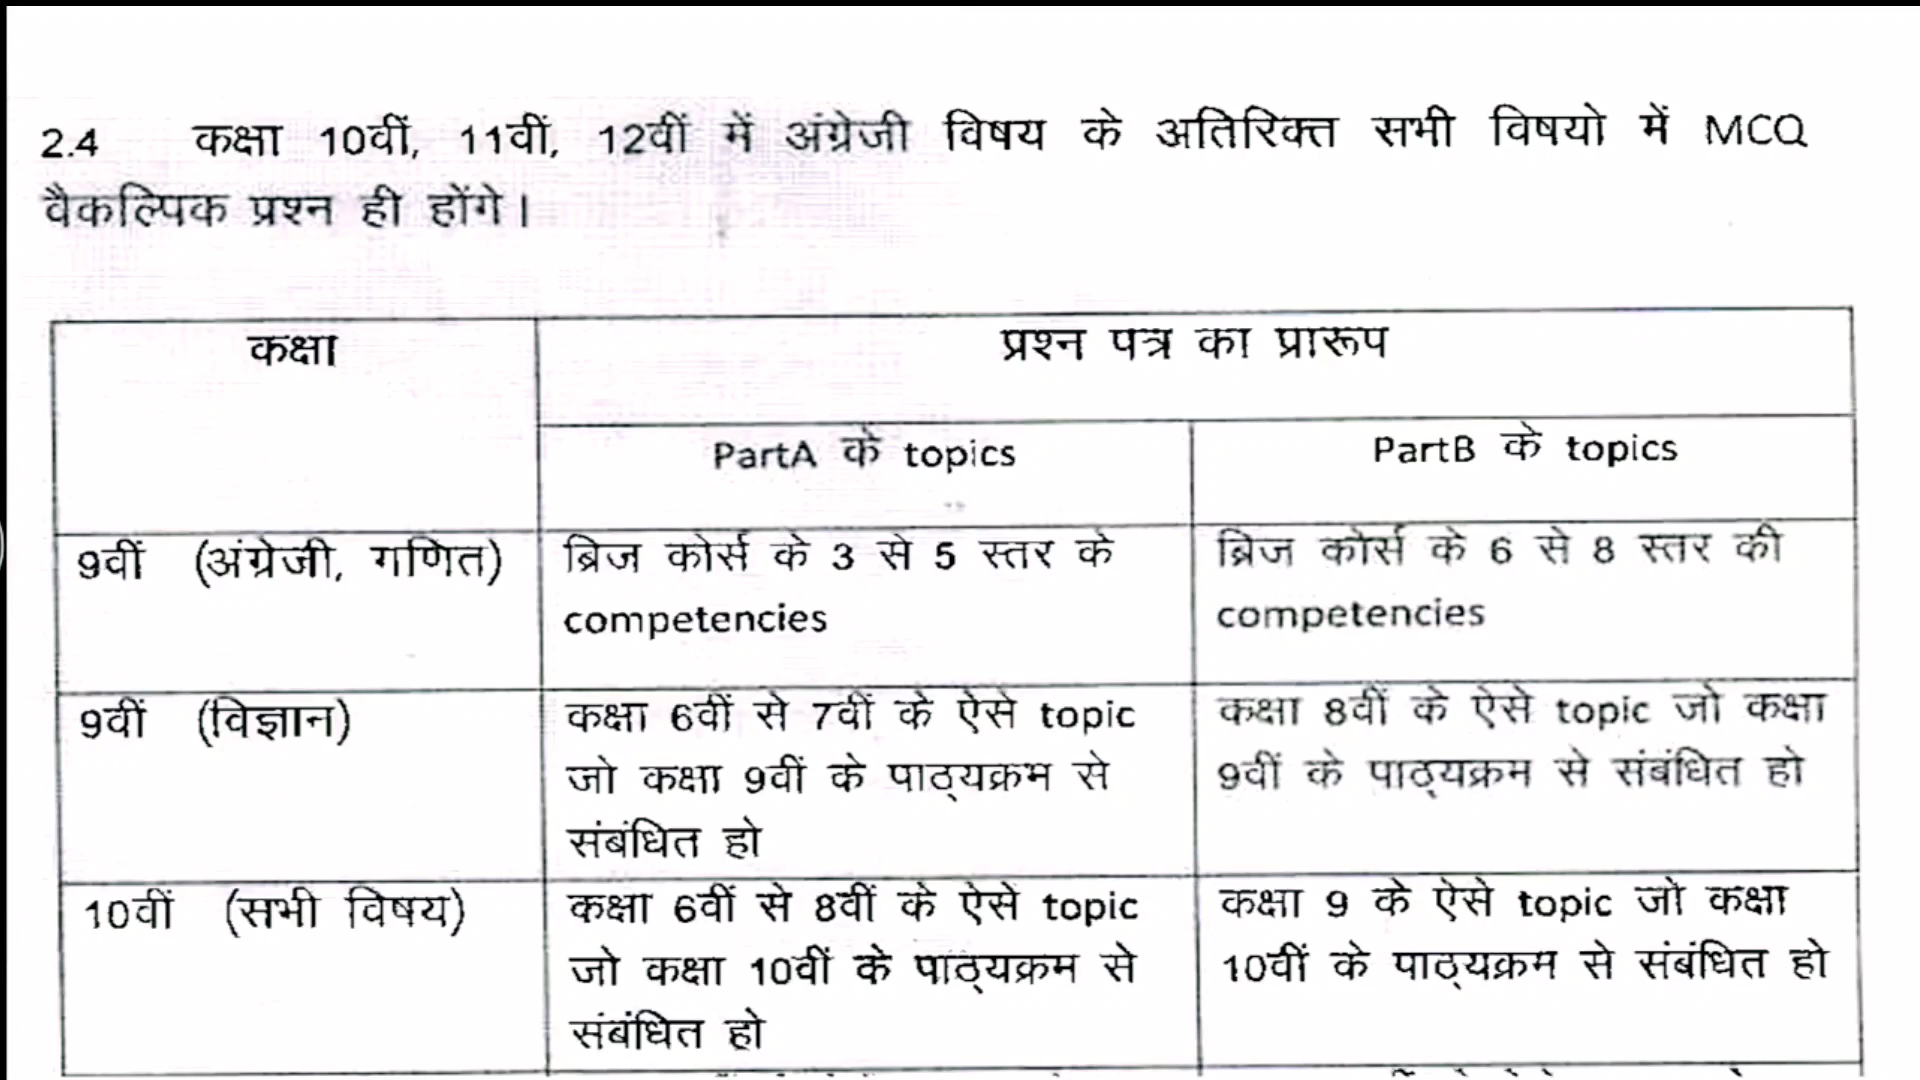 2.4 कक्षा 10वीं, 11वीं, 12वीं में अंग्रेजी विषय के अतिरिक्त सभी विषयो में MCQ
वैकल्पिक प्रश्न ही होंगे।
कक्षा
प्रश्न पत्र का प्रारूप
PartA के topics
PartB के topics
9वीं (अंग्रेजी, गणित)
ब्रिज कोर्स के 3 से 5 स्तर के
competencies
ब्रिज कोर्स के 6 से 8 स्तर की
competencies
9वीं (विज्ञान)
कक्षा 6वीं से 7वीं के ऐसे topic
जो कक्षा 9वीं के पाठ्यक्रम से
संबंधित हो
कक्षा 8वीं के ऐसे topic जो कक्षा
9वीं के पाठ्यक्रम से संबंधित हो
10वीं (सभी विषय)
कक्षा 6वीं से 8वीं के ऐसे topic
जो कक्षा 10वीं के पाठ्यक्रम से
संबंधित हो
कक्षा 9 के ऐसे topic जो कक्षा
10वीं के पाठ्यक्रम से संबंधित हो